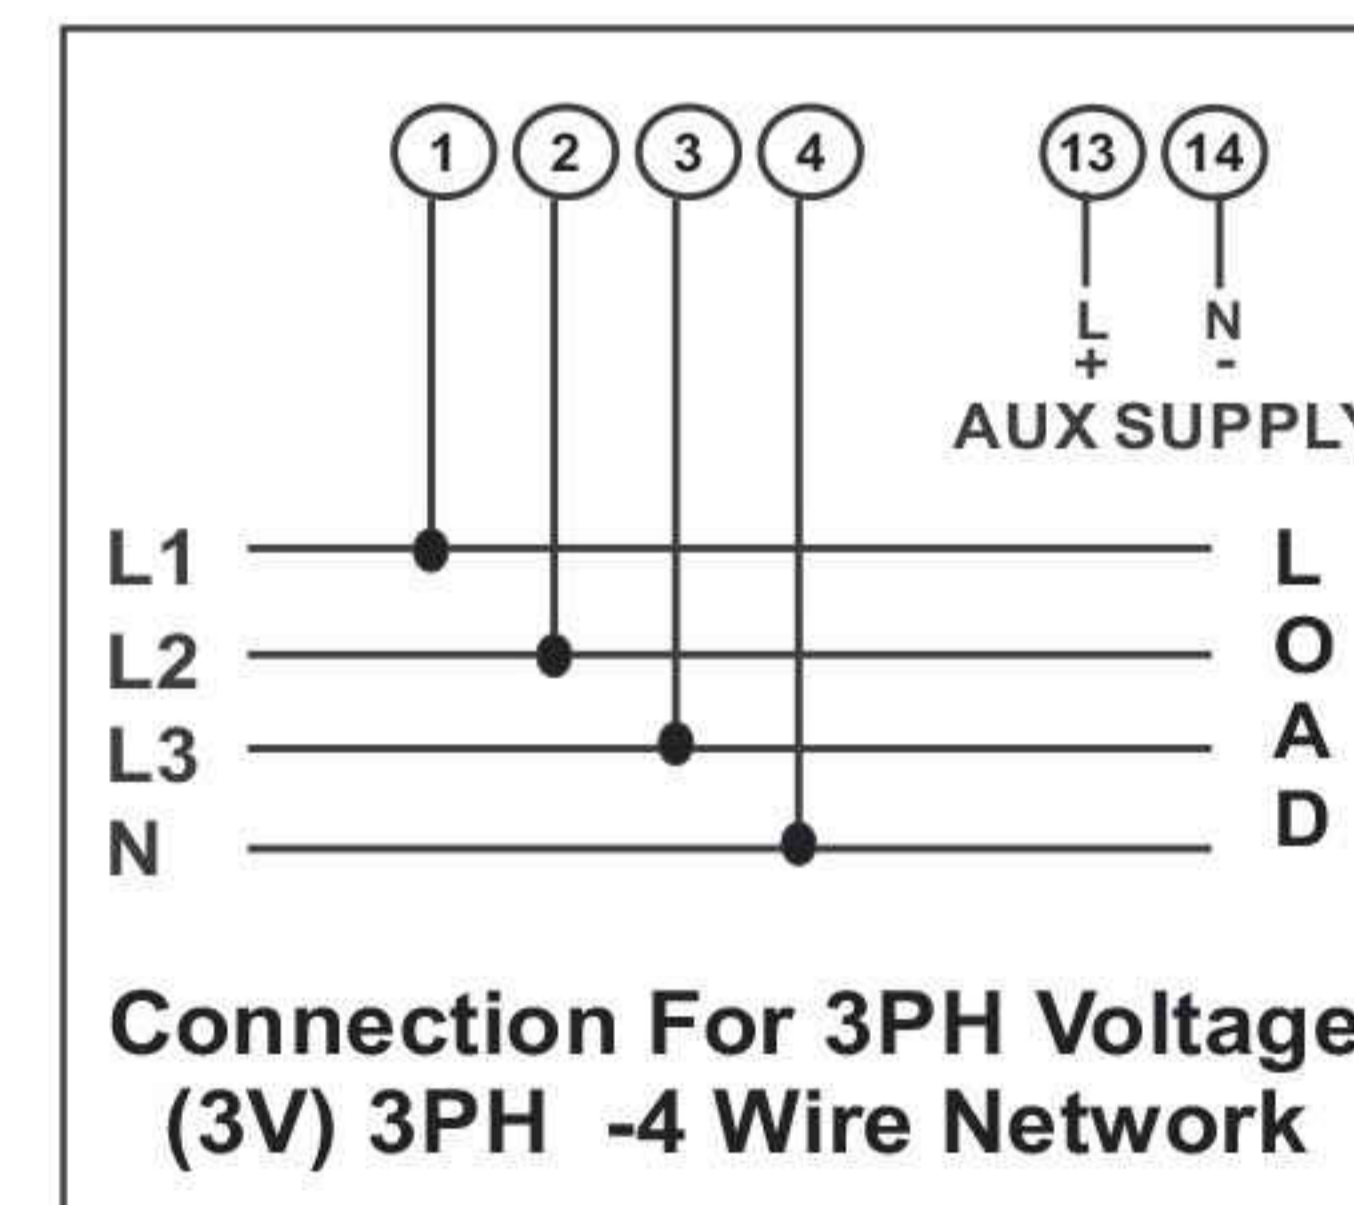 1 2 3 4 13 14
L N
+ -
AUX SUPPLY
L1
L2
L3
N
L
O
A
D
Connection For 3PH Voltage
(3V) 3PH -4 Wire Network